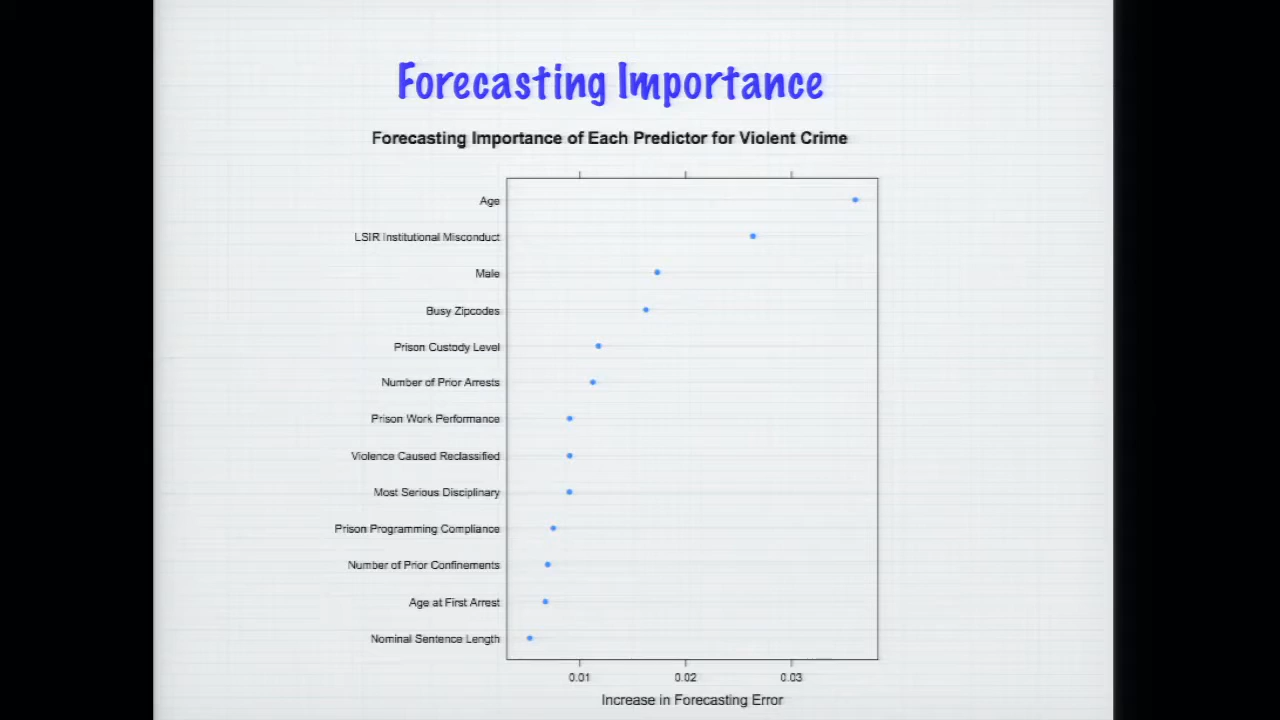 Forecasting Importance
Forecasting Importance of Each Predictor for Violent Crime
Age
LSIR Institutional Misconduct
Male
Busy Zipcodes
Prison Custody Level
Number of Prior Arrests
Prison Work Performance
Violence Caused Reclassified
Most Serious Disciplinary
Prison Programming Compliance
Number of Prior Confinements
Age at First Arrest
Nominal Sentence Length
0.01 0.02 0.03
Increase in Forecasting Error